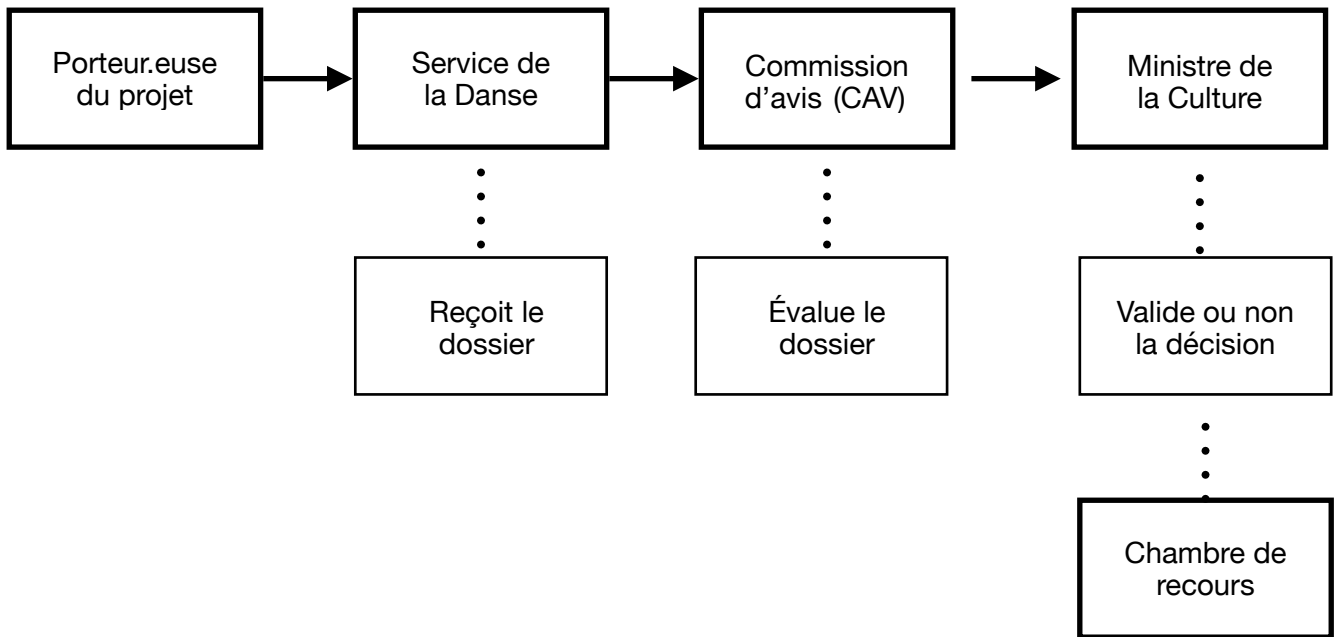 Porteur.euse
du projet
Service de
la Danse
Commission
d'avis (CAV)
Ministre de
la Culture
Reçoit le
dossier
Évalue le
dossier
Valide ou non
la décision
Chambre de
recours